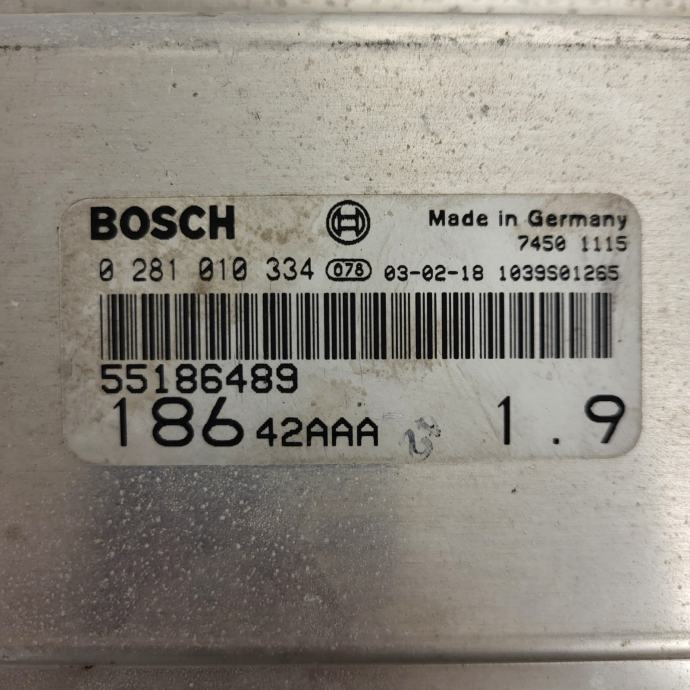 BOSCH Made in Germany
7450 1115
0 281 010 334 078 03-02-18 1039S01265
55186489
186 42AAA 1.9